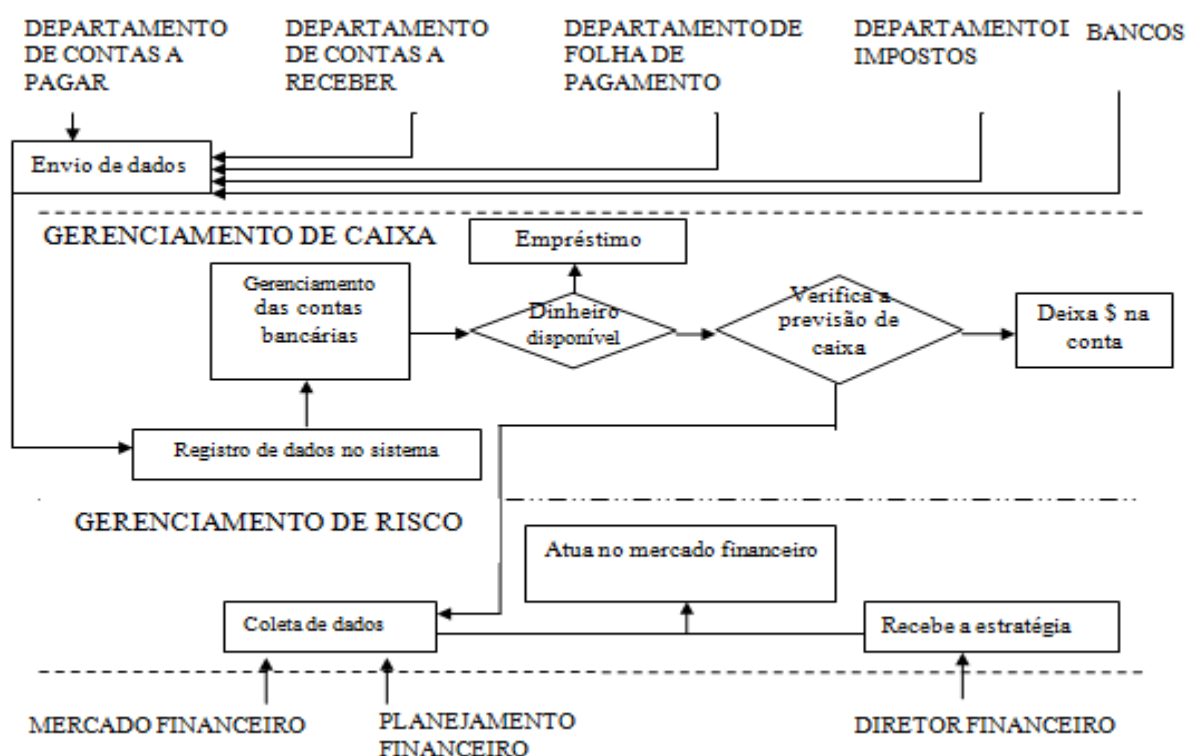 DEPARTAMENTO
DE CONTAS A
PAGAR
DEPARTAMENTO
DE CONTAS A
RECEBER
DEPARTAMENTO DE
FOLHA DE
PAGAMENTO
DEPARTAMENTO I
IMPOSTOS
BANCOS
Envio de dados
GERENCIAMENTO DE CAIXA
Empréstimo
Gerenciamento
das contas
bancárias
Dinheiro
disponível
Verifica a
previsão de
caixa
Deixa $ na
conta
Registro de dados no sistema
GERENCIAMENTO DE RISCO
Atua no mercado financeiro
Coleta de dados
Recebe a estratégia
MERCADO FINANCEIRO
PLANEJAMENTO
FINANCEIRO
DIRETOR FINANCEIRO